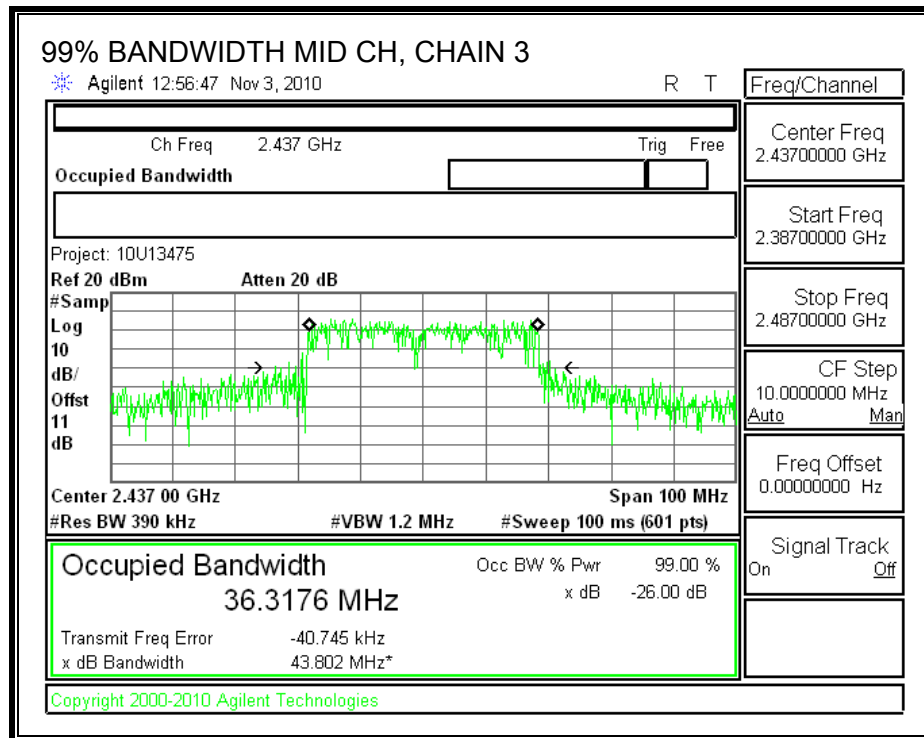 99% BANDWIDTH MID CH, CHAIN 3
Agilent 12:56:47 Nov 3, 2010 R T
Freq/Channel
Ch Freq 2.437 GHz Trig Free
Occupied Bandwidth
Center Freq
2.43700000 GHz
Start Freq
2.38700000 GHz
Stop Freq
2.48700000 GHz
CF Step
10.0000000 MHz
Auto Man
Freq Offset
0.00000000 Hz
Signal Track
On Off
Project: 10U13475
Ref 20 dBm Atten 20 dB
#Samp
Log
10
dB/
Offst
11
dB
Center 2.437 00 GHz Span 100 MHz
#Res BW 390 kHz #VBW 1.2 MHz #Sweep 100 ms (601 pts)
Occupied Bandwidth Occ BW % Pwr 99.00 %
36.3176 MHz x dB -26.00 dB
Transmit Freq Error -40.745 kHz
x dB Bandwidth 43.802 MHz*
Copyright 2000-2010 Agilent Technologies